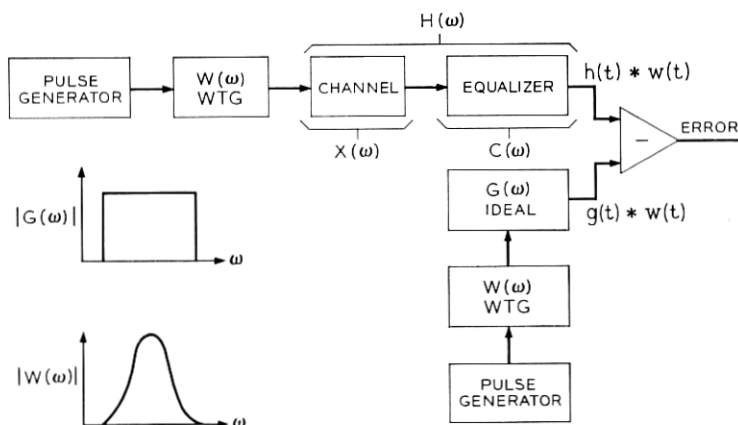 H(ω)
PULSE
GENERATOR
W(ω)
WTG
CHANNEL
EQUALIZER
h(t) * w(t)
X(ω)
C(ω)
−
ERROR
G(ω)
IDEAL
g(t) * w(t)
|G(ω)|
ω
W(ω)
WTG
|W(ω)|
ω
PULSE
GENERATOR